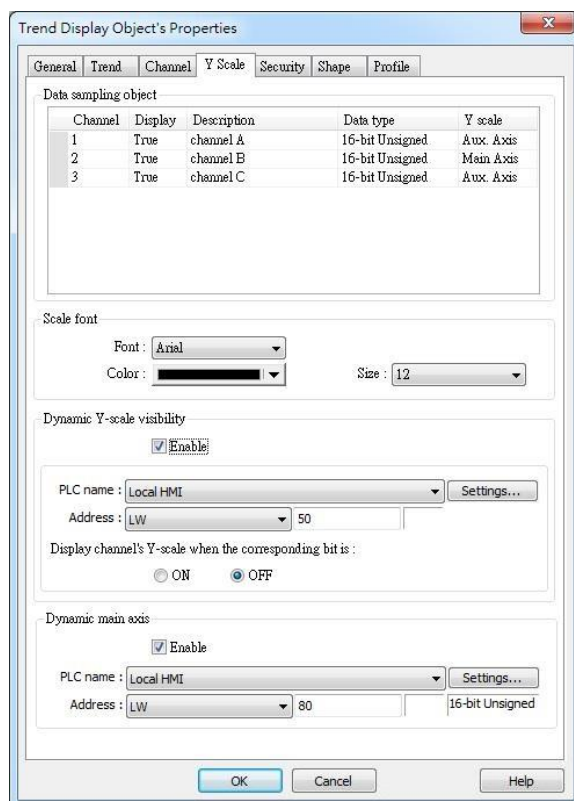 Trend Display Object's Properties
General Trend Channel Y Scale Security Shape Profile
Data sampling object
Channel Display Description Data type Y scale
1 True channel A 16-bit Unsigned Aux. Axis
2 True channel B 16-bit Unsigned Main Axis
3 True channel C 16-bit Unsigned Aux. Axis
Scale font
Font : Arial
Color : Size : 12
Dynamic Y-scale visibility
Enable
PLC name : Local HMI Settings...
Address : LW 50
Display channel's Y-scale when the corresponding bit is :
ON OFF
Dynamic main axis
Enable
PLC name : Local HMI Settings...
Address : LW 80 16-bit Unsigned
OK Cancel Help